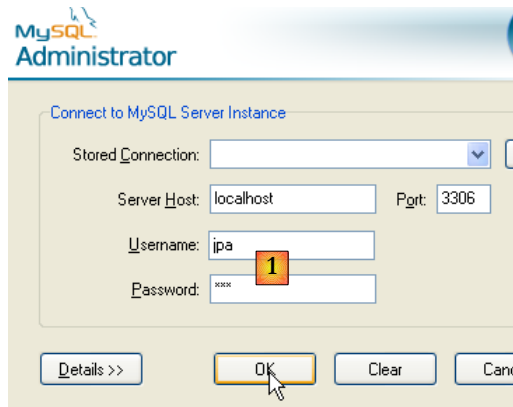 MySQL
Administrator
Connect to MySQL Server Instance
Stored Connection:
Server Host: localhost Port: 3306
Username: jpa
1
Password: ***
Details >> OK Clear Canc